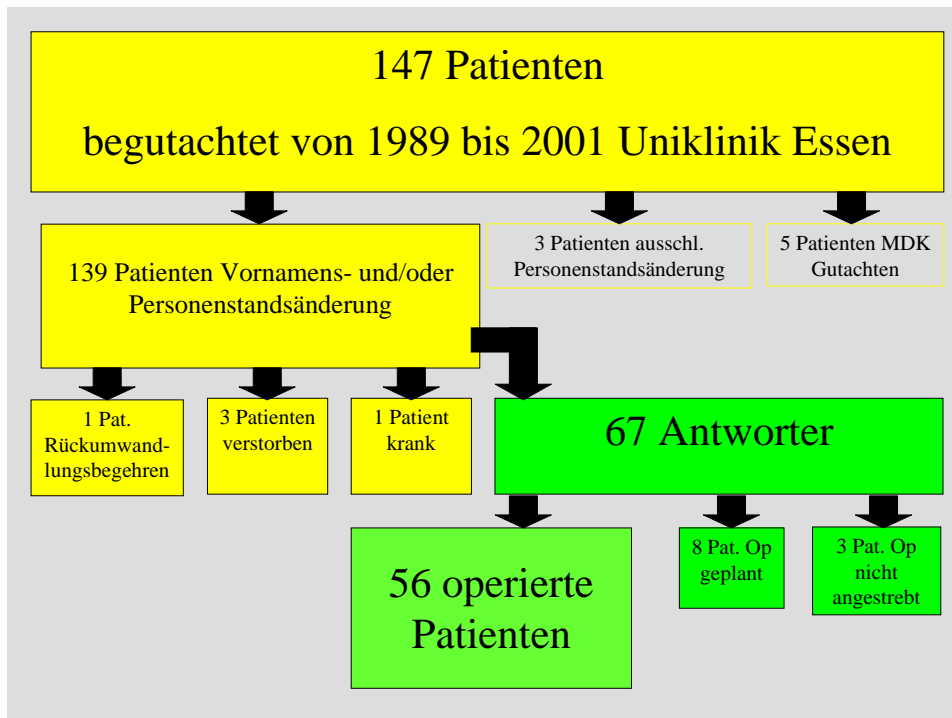 147 Patienten
begutachtet von 1989 bis 2001 Uniklinik Essen
139 Patienten Vornamens- und/oder
Personenstandsänderung
3 Patienten ausschl.
Personenstandsänderung
5 Patienten MDK
Gutachten
1 Pat.
Rückumwand-
lungsbegehren
3 Patienten
verstorben
1 Patient
krank
67 Antworter
56 operierte
Patienten
8 Pat. Op
geplant
3 Pat. Op
nicht
angestrebt